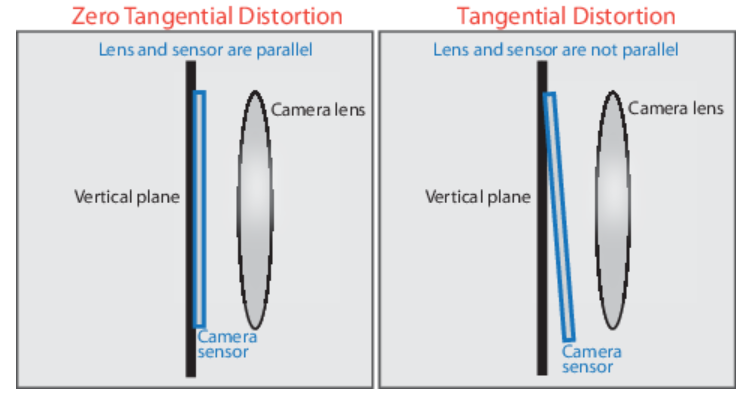 Zero Tangential Distortion
Lens and sensor are parallel
Camera lens
Vertical plane
Camera
sensor
Tangential Distortion
Lens and sensor are not parallel
Camera lens
Vertical plane
Camera
sensor